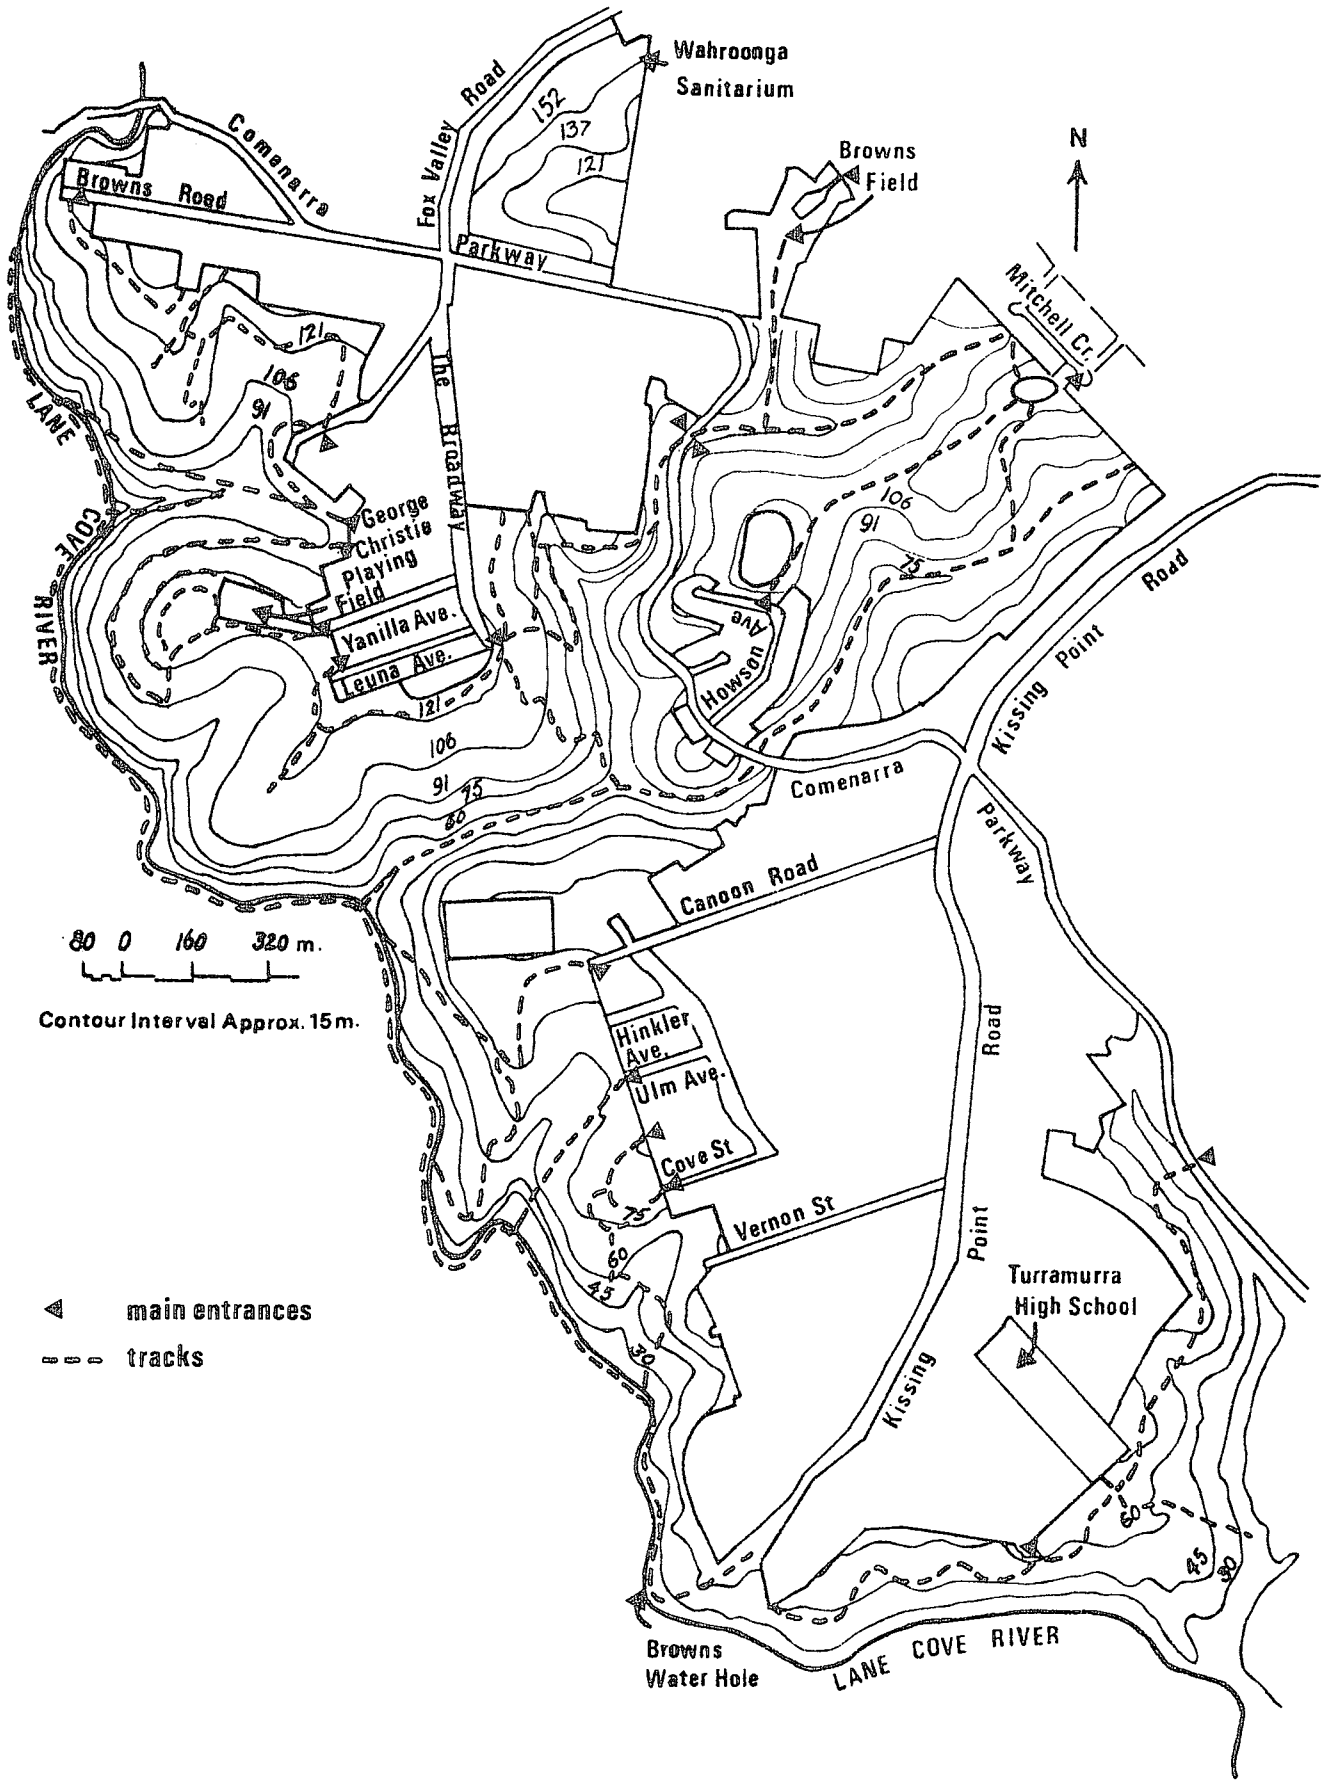 Wahroonga
Sanitarium
Fox Valley Road
152
137
121
Comenarra
Parkway
Browns Road
Browns
Field
N
Mitchell Cr.
121
106
91
The Broadway
LANE
COVE
RIVER
George
Christie
Playing
Field
Yanilla Ave.
Leuna Ave.
121
106
91
75
60
106
91
75
Howson
Ave
Kissing Point Road
Comenarra
Parkway
Canoon Road
80 0 160 320 m.
Contour Interval Approx. 15m.
Hinkler
Ave.
Ulm Ave.
Cove St
Vernon St
75
60
45
30
Kissing Point Road
Turramurra
High School
main entrances
tracks
60
45
30
Browns
Water Hole
LANE COVE RIVER